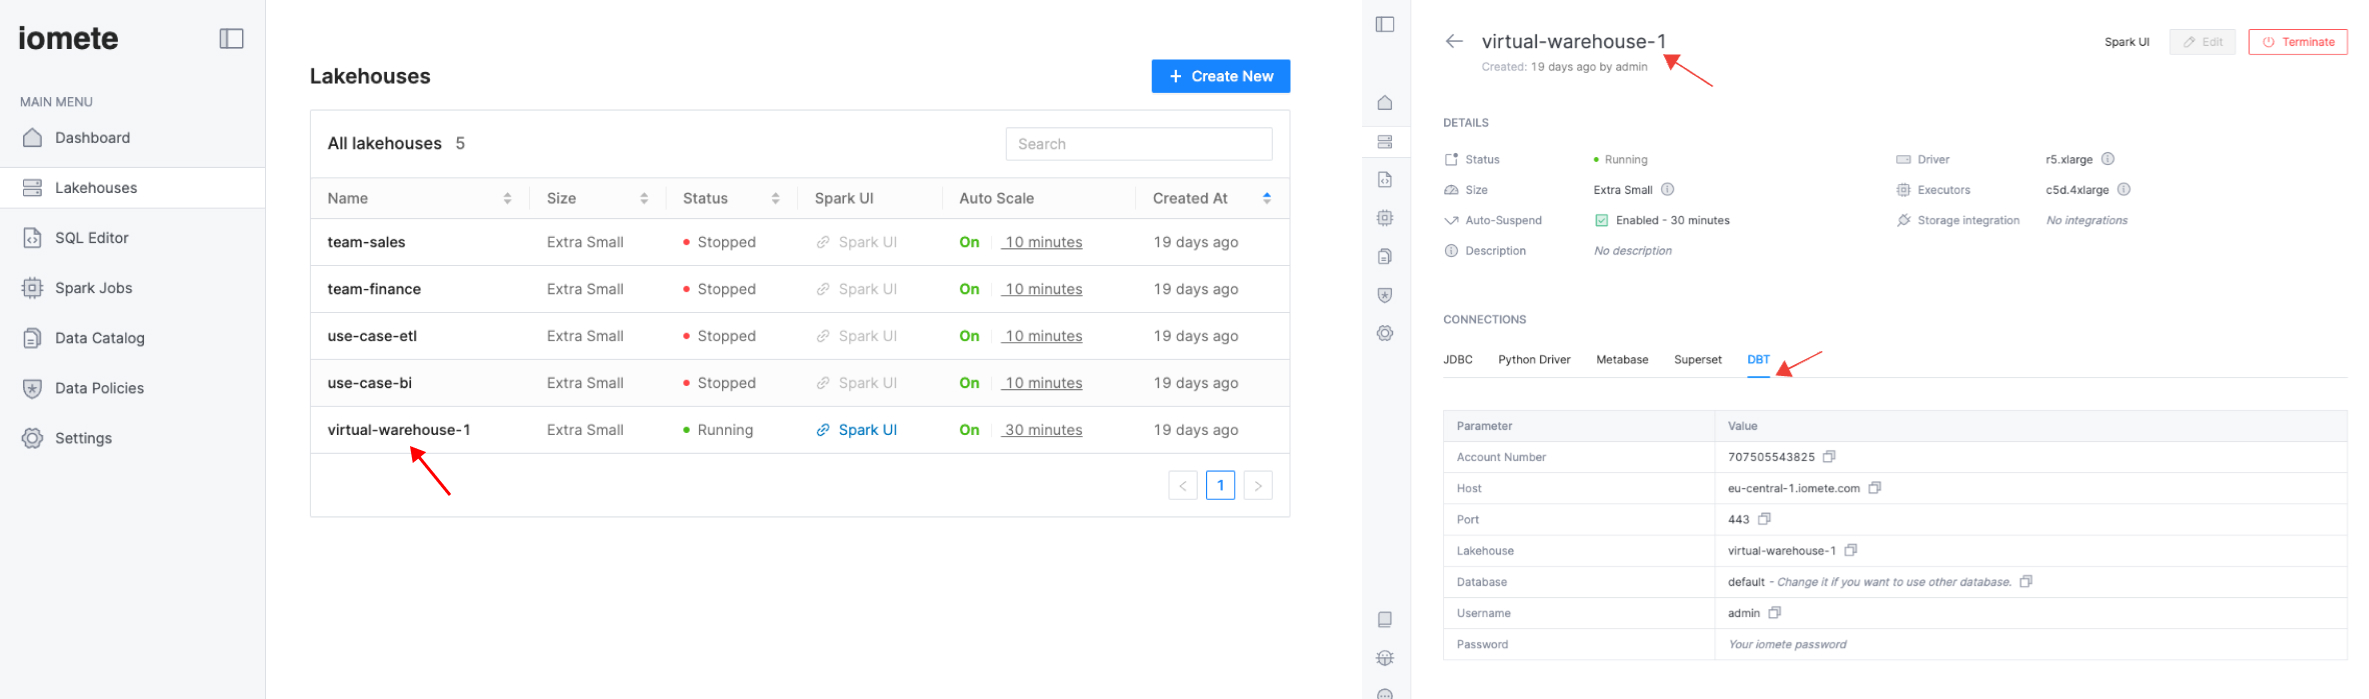 iomete
MAIN MENU
Dashboard
Lakehouses
SQL Editor
Spark Jobs
Data Catalog
Data Policies
Settings
Lakehouses
+ Create New
All lakehouses 5
Search
Name Size Status Spark UI Auto Scale Created At
team-sales Extra Small Stopped Spark UI On 10 minutes 19 days ago
team-finance Extra Small Stopped Spark UI On 10 minutes 19 days ago
use-case-etl Extra Small Stopped Spark UI On 10 minutes 19 days ago
use-case-bi Extra Small Stopped Spark UI On 10 minutes 19 days ago
virtual-warehouse-1 Extra Small Running Spark UI On 30 minutes 19 days ago
< 1 >
virtual-warehouse-1
Spark UI Edit Terminate
Created: 19 days ago by admin
DETAILS
Status Running Driver r5.xlarge
Size Extra Small Executors c5d.4xlarge
Auto-Suspend Enabled - 30 minutes Storage integration No integrations
Description No description
CONNECTIONS
JDBC Python Driver Metabase Superset DBT
Parameter Value
Account Number 707505543825
Host eu-central-1.iomete.com
Port 443
Lakehouse virtual-warehouse-1
Database default - Change it if you want to use other database.
Username admin
Password Your iomete password